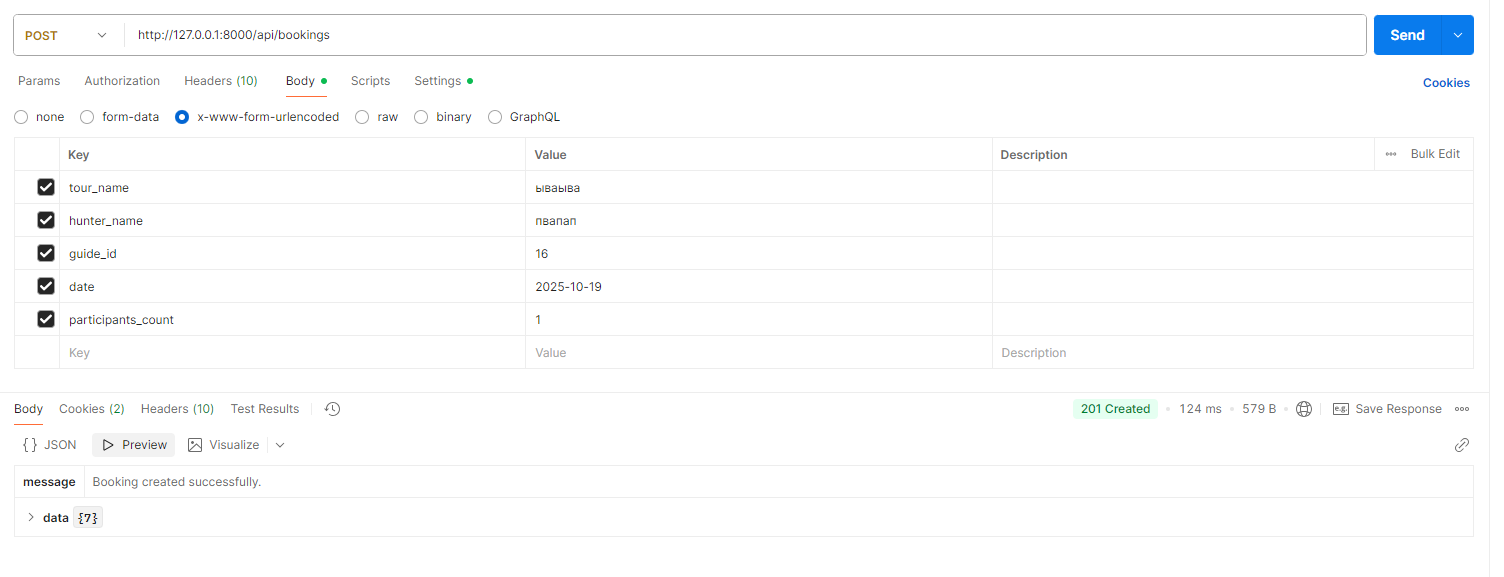 POST http://127.0.0.1:8000/api/bookings Send
Params Authorization Headers (10) Body Scripts Settings Cookies
none form-data x-www-form-urlencoded raw binary GraphQL
Key Value Description Bulk Edit
tour_name ываыва
hunter_name пвапап
guide_id 16
date 2025-10-19
participants_count 1
Key Value Description
Body Cookies (2) Headers (10) Test Results 201 Created 124 ms 579 B e.g. Save Response
{} JSON Preview Visualize
message Booking created successfully.
data {7}